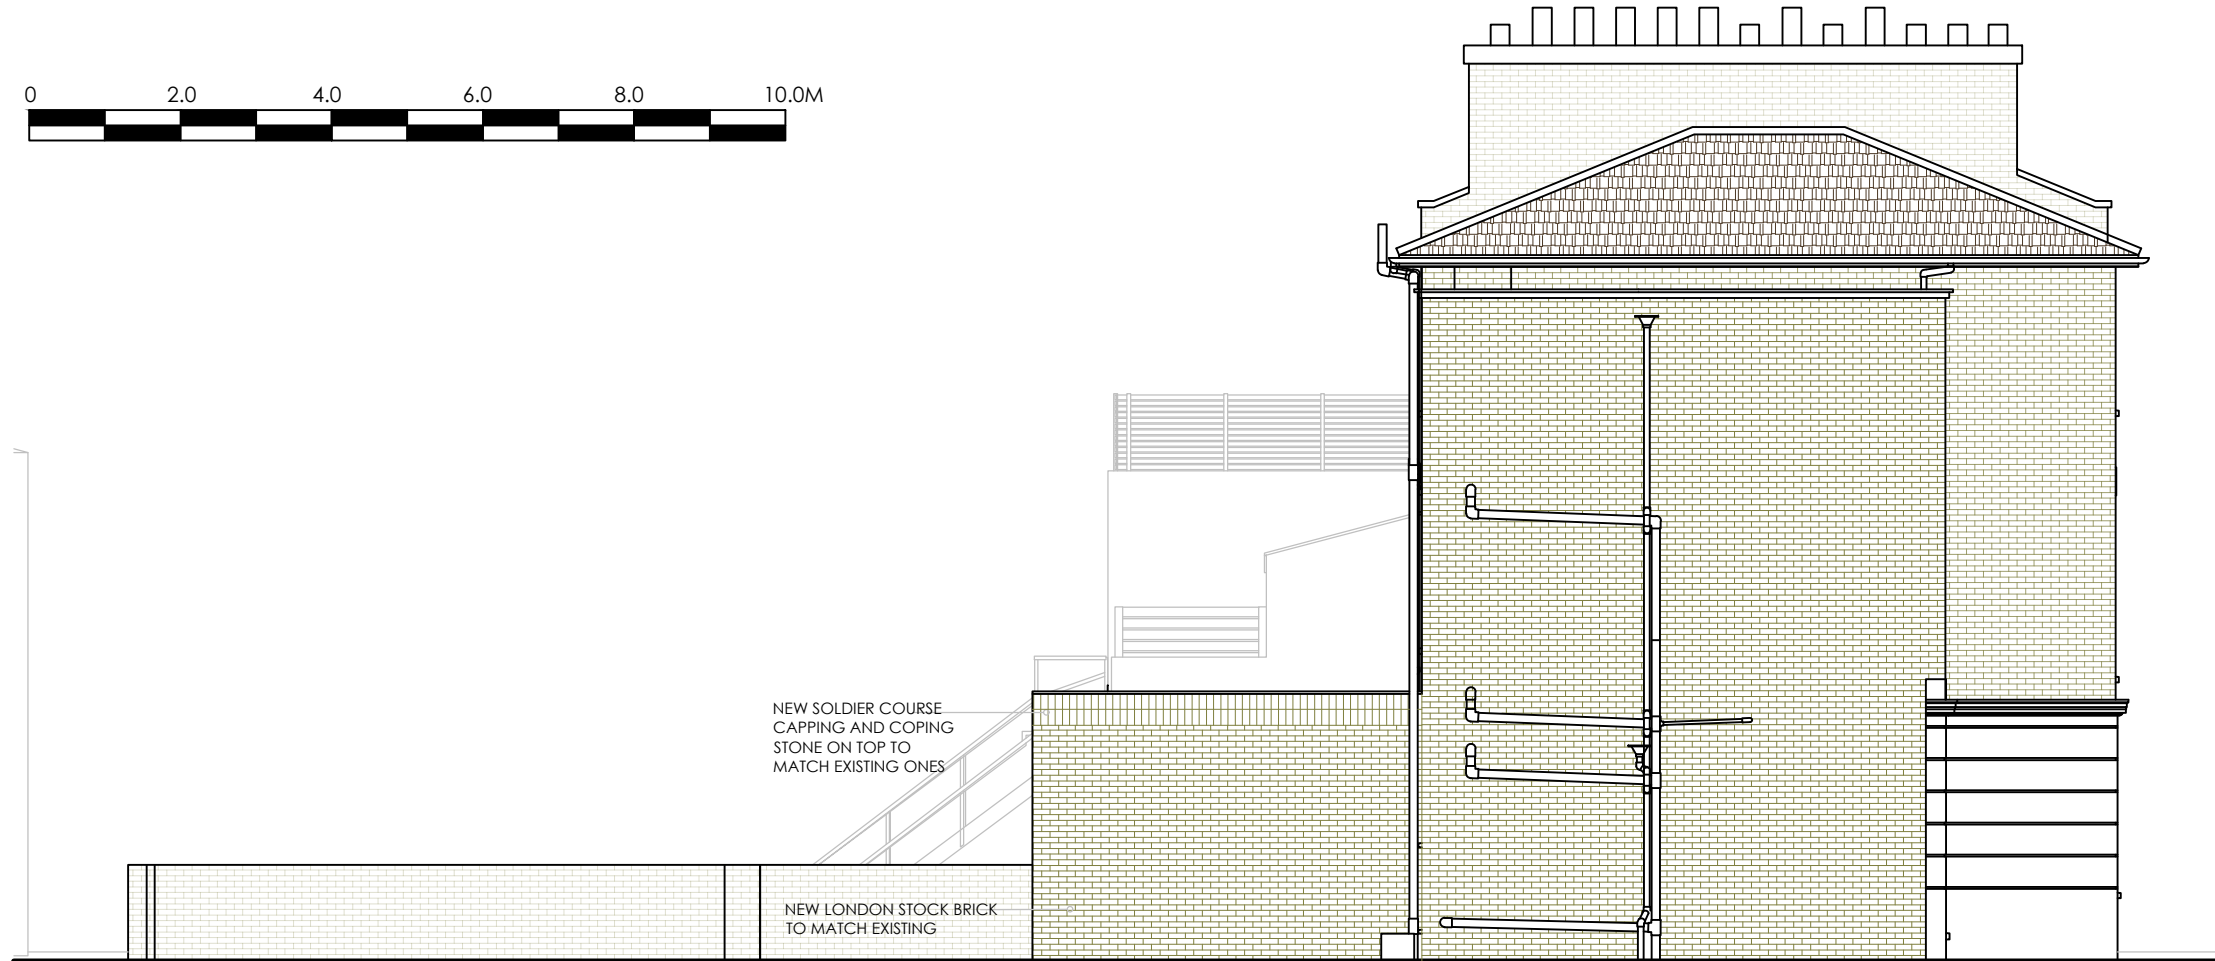 0 2.0 4.0 6.0 8.0 10.0M
NEW SOLDIER COURSE
CAPPING AND COPING
STONE ON TOP TO
MATCH EXISTING ONES
NEW LONDON STOCK BRICK
TO MATCH EXISTING